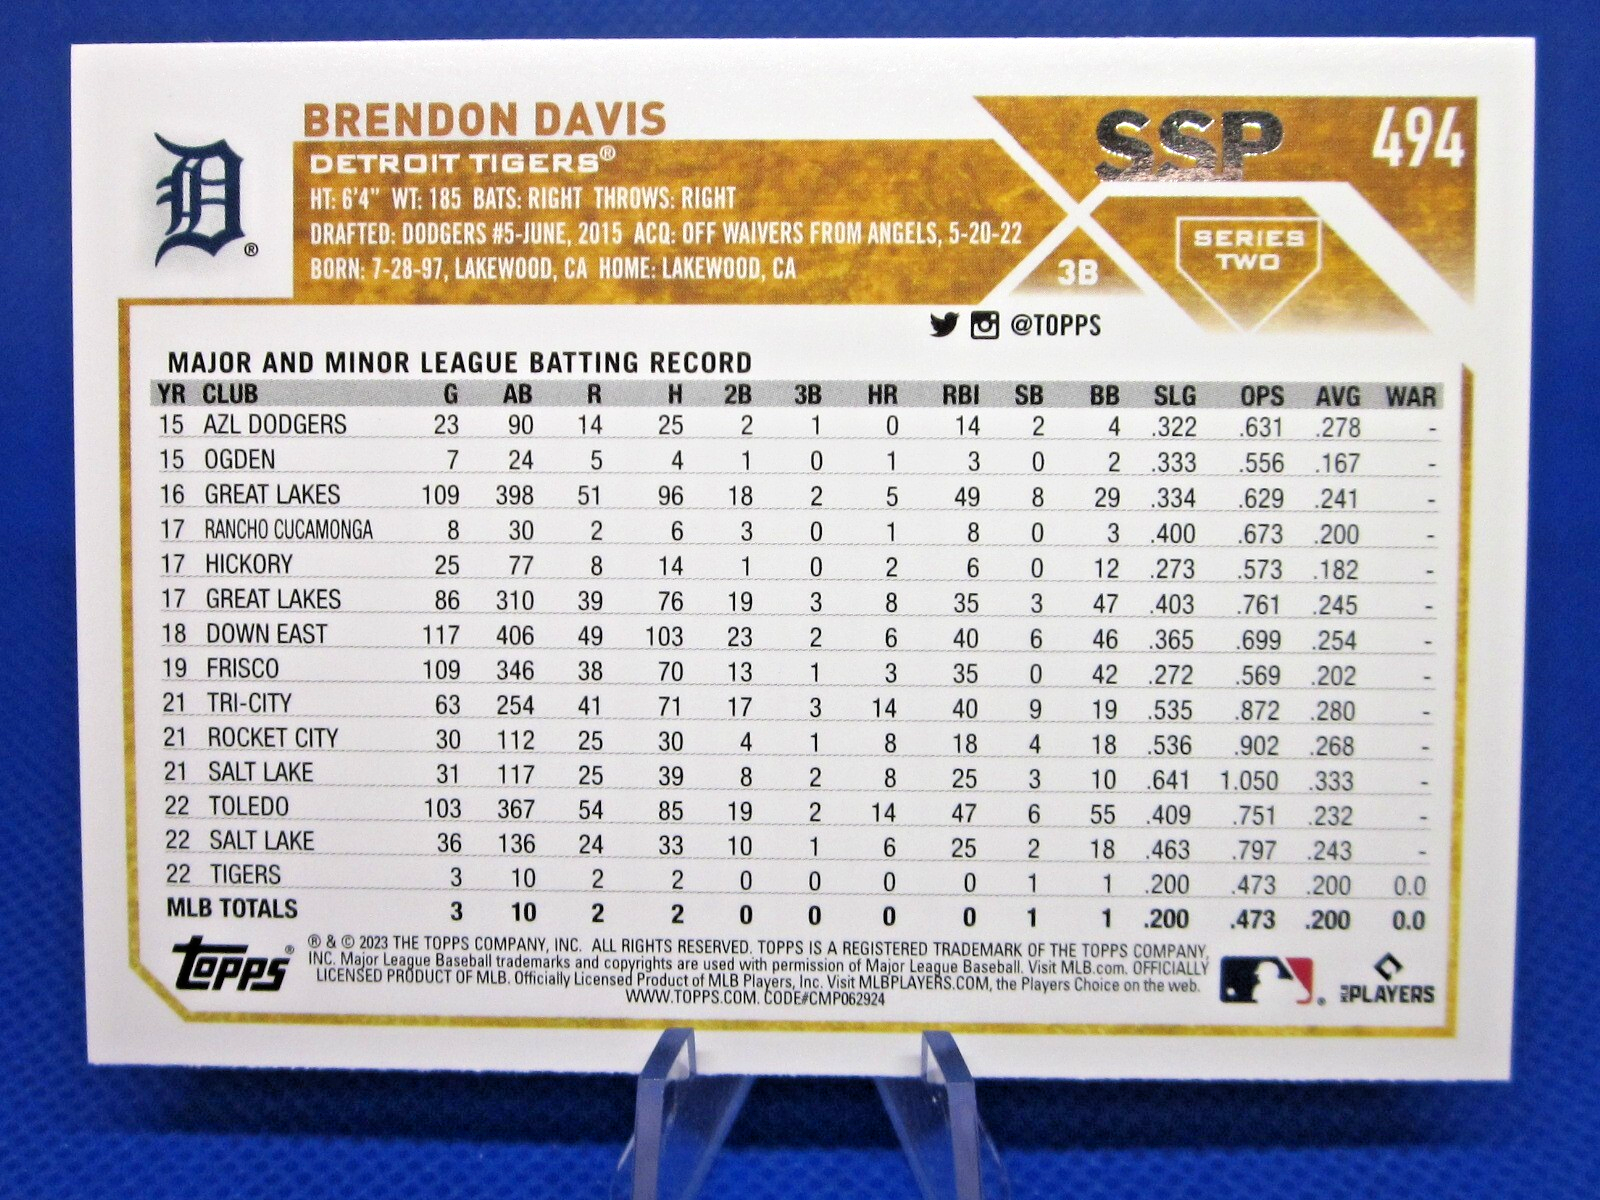 BRENDON DAVIS
SSP
494
D
®
DETROIT TIGERS®
HT: 6'4" WT: 185 BATS: RIGHT THROWS: RIGHT
DRAFTED: DODGERS #5-JUNE, 2015 ACQ: OFF WAIVERS FROM ANGELS, 5-20-22
BORN: 7-28-97, LAKEWOOD, CA HOME: LAKEWOOD, CA
3B
SERIES
TWO
@TOPPS
MAJOR AND MINOR LEAGUE BATTING RECORD
YR CLUB G AB R H 2B 3B HR RBI SB BB SLG OPS AVG WAR
15 AZL DODGERS 23 90 14 25 2 1 0 14 2 4 .322 .631 .278 -
15 OGDEN 7 24 5 4 1 0 1 3 0 2 .333 .556 .167 -
16 GREAT LAKES 109 398 51 96 18 2 5 49 8 29 .334 .629 .241 -
17 RANCHO CUCAMONGA 8 30 2 6 3 0 1 8 0 3 .400 .673 .200 -
17 HICKORY 25 77 8 14 1 0 2 6 0 12 .273 .573 .182 -
17 GREAT LAKES 86 310 39 76 19 3 8 35 3 47 .403 .761 .245 -
18 DOWN EAST 117 406 49 103 23 2 6 40 6 46 .365 .699 .254 -
19 FRISCO 109 346 38 70 13 1 3 35 0 42 .272 .569 .202 -
21 TRI-CITY 63 254 41 71 17 3 14 40 9 19 .535 .872 .280 -
21 ROCKET CITY 30 112 25 30 4 1 8 18 4 18 .536 .902 .268 -
21 SALT LAKE 31 117 25 39 8 2 8 25 3 10 .641 1.050 .333 -
22 TOLEDO 103 367 54 85 19 2 14 47 6 55 .409 .751 .232 -
22 SALT LAKE 36 136 24 33 10 1 6 25 2 18 .463 .797 .243 -
22 TIGERS 3 10 2 2 0 0 0 0 1 1 .200 .473 .200 0.0
MLB TOTALS 3 10 2 2 0 0 0 0 1 1 .200 .473 .200 0.0
topps®
® & © 2023 THE TOPPS COMPANY, INC. ALL RIGHTS RESERVED. TOPPS IS A REGISTERED TRADEMARK OF THE TOPPS COMPANY,
INC. Major League Baseball trademarks and copyrights are used with permission of Major League Baseball. Visit MLB.com. OFFICIALLY
LICENSED PRODUCT OF MLB. Officially Licensed Product of MLB Players, Inc. Visit MLBPLAYERS.COM, the Players Choice on the web.
WWW.TOPPS.COM. CODE#CMP062924
®
MLB PLAYERS